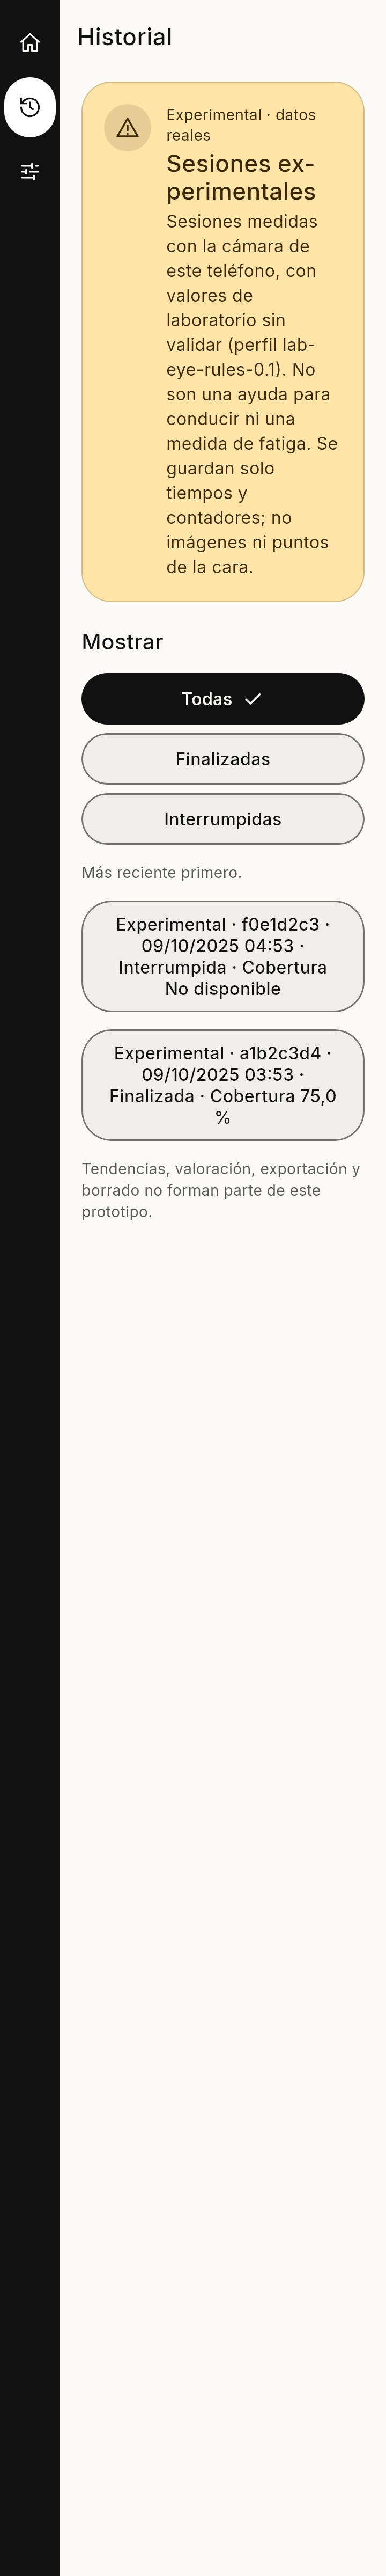 Historial
Experimental · datos
reales
Sesiones ex-
perimentales
Sesiones medidas
con la cámara de
este teléfono, con
valores de
laboratorio sin
validar (perfil lab-
eye-rules-0.1). No
son una ayuda para
conducir ni una
medida de fatiga. Se
guardan solo
tiempos y
contadores; no
imágenes ni puntos
de la cara.
Mostrar
Todas
Finalizadas
Interrumpidas
Más reciente primero.
Experimental · f0e1d2c3 ·
09/10/2025 04:53 ·
Interrumpida · Cobertura
No disponible
Experimental · a1b2c3d4 ·
09/10/2025 03:53 ·
Finalizada · Cobertura 75,0
%
Tendencias, valoración, exportación y
borrado no forman parte de este
prototipo.